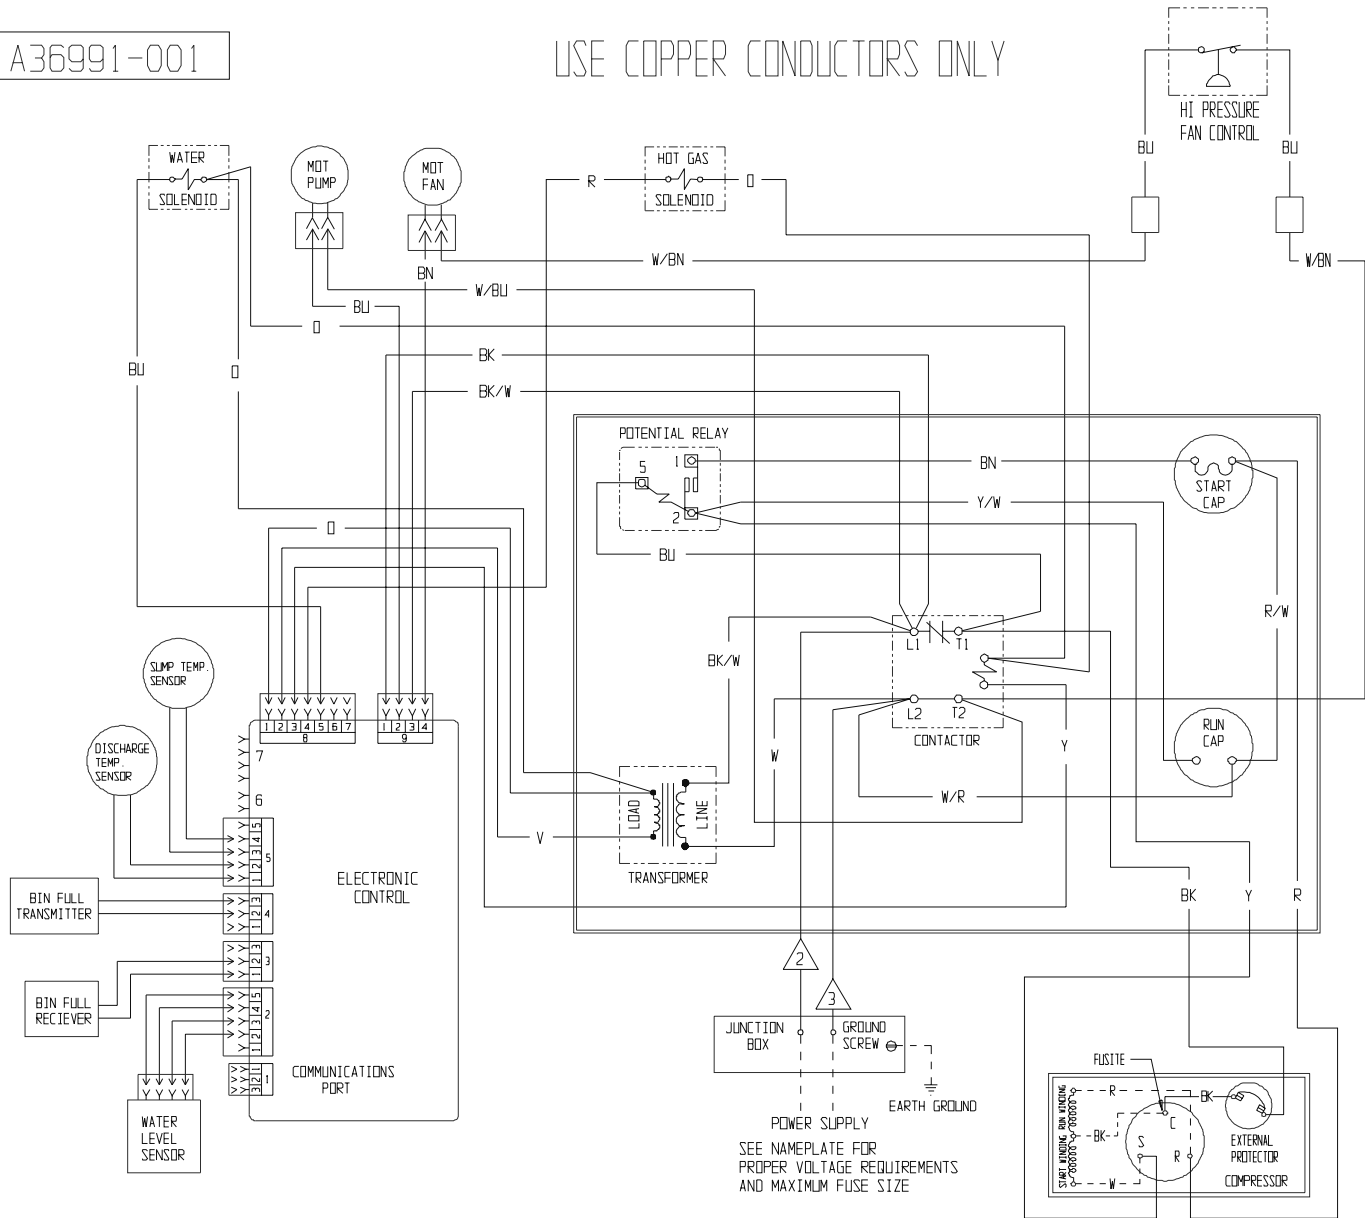 A36991-001
USE COPPER CONDUCTORS ONLY
HI PRESSURE
FAN CONTROL
BU
BU
WATER
SOLENOID
MOT
PUMP
MOT
FAN
R
HOT GAS
SOLENOID
O
W/BN
W/BN
BN
W/BU
BU
O
BK
BU
O
BK/W
POTENTIAL RELAY
5
1
2
BN
START
CAP
Y/W
O
BU
R/W
L1
T1
BK/W
SUMP TEMP.
SENSOR
L2
T2
CONTACTOR
RUN
CAP
1 2 3 4 5 6 7
8
1 2 3 4
9
DISCHARGE
TEMP.
SENSOR
7
6
W
Y
W/R
LOAD
LINE
V
TRANSFORMER
5
4
3
2
1
5
ELECTRONIC
CONTROL
BIN FULL
TRANSMITTER
3
2
1
4
BK
Y
R
3
2
1
3
2
3
BIN FULL
RECIEVER
5
4
3
2
1
2
JUNCTION
BOX
GROUND
SCREW
COMMUNICATIONS
PORT
1
2
3
1
EARTH GROUND
WATER
LEVEL
SENSOR
POWER SUPPLY
SEE NAMEPLATE FOR
PROPER VOLTAGE REQUIREMENTS
AND MAXIMUM FUSE SIZE
FUSITE
START WINDING
RUN WINDING
R
BK
BK
W
C
S
R
EXTERNAL
PROTECTOR
COMPRESSOR